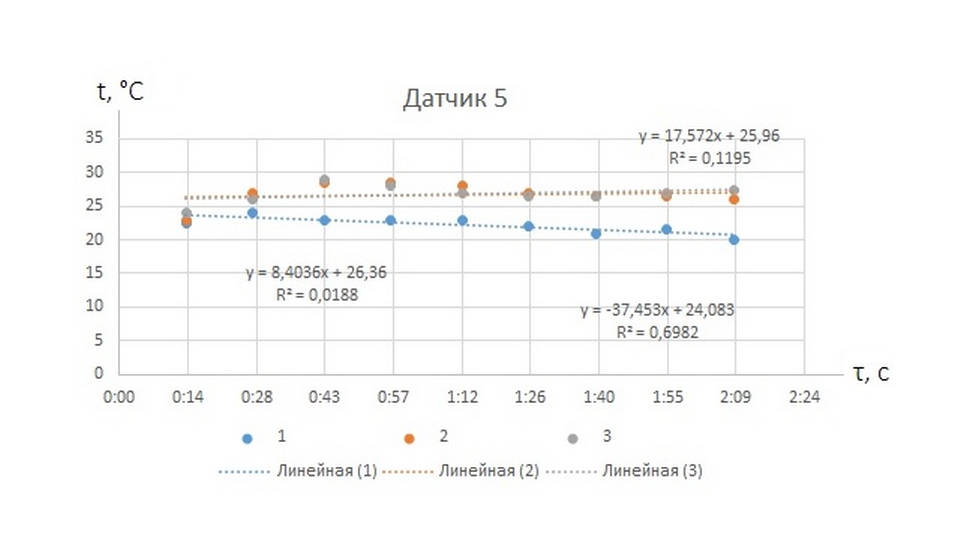 t, °C
Датчик 5
y = 17,572x + 25,96
R² = 0,1195
35
30
25
20
15
10
5
0
y = 8,4036x + 26,36
R² = 0,0188
y = -37,453x + 24,083
R² = 0,6982
τ, с
0:00 0:14 0:28 0:43 0:57 1:12 1:26 1:40 1:55 2:09 2:24
1 2 3
Линейная (1) Линейная (2) Линейная (3)